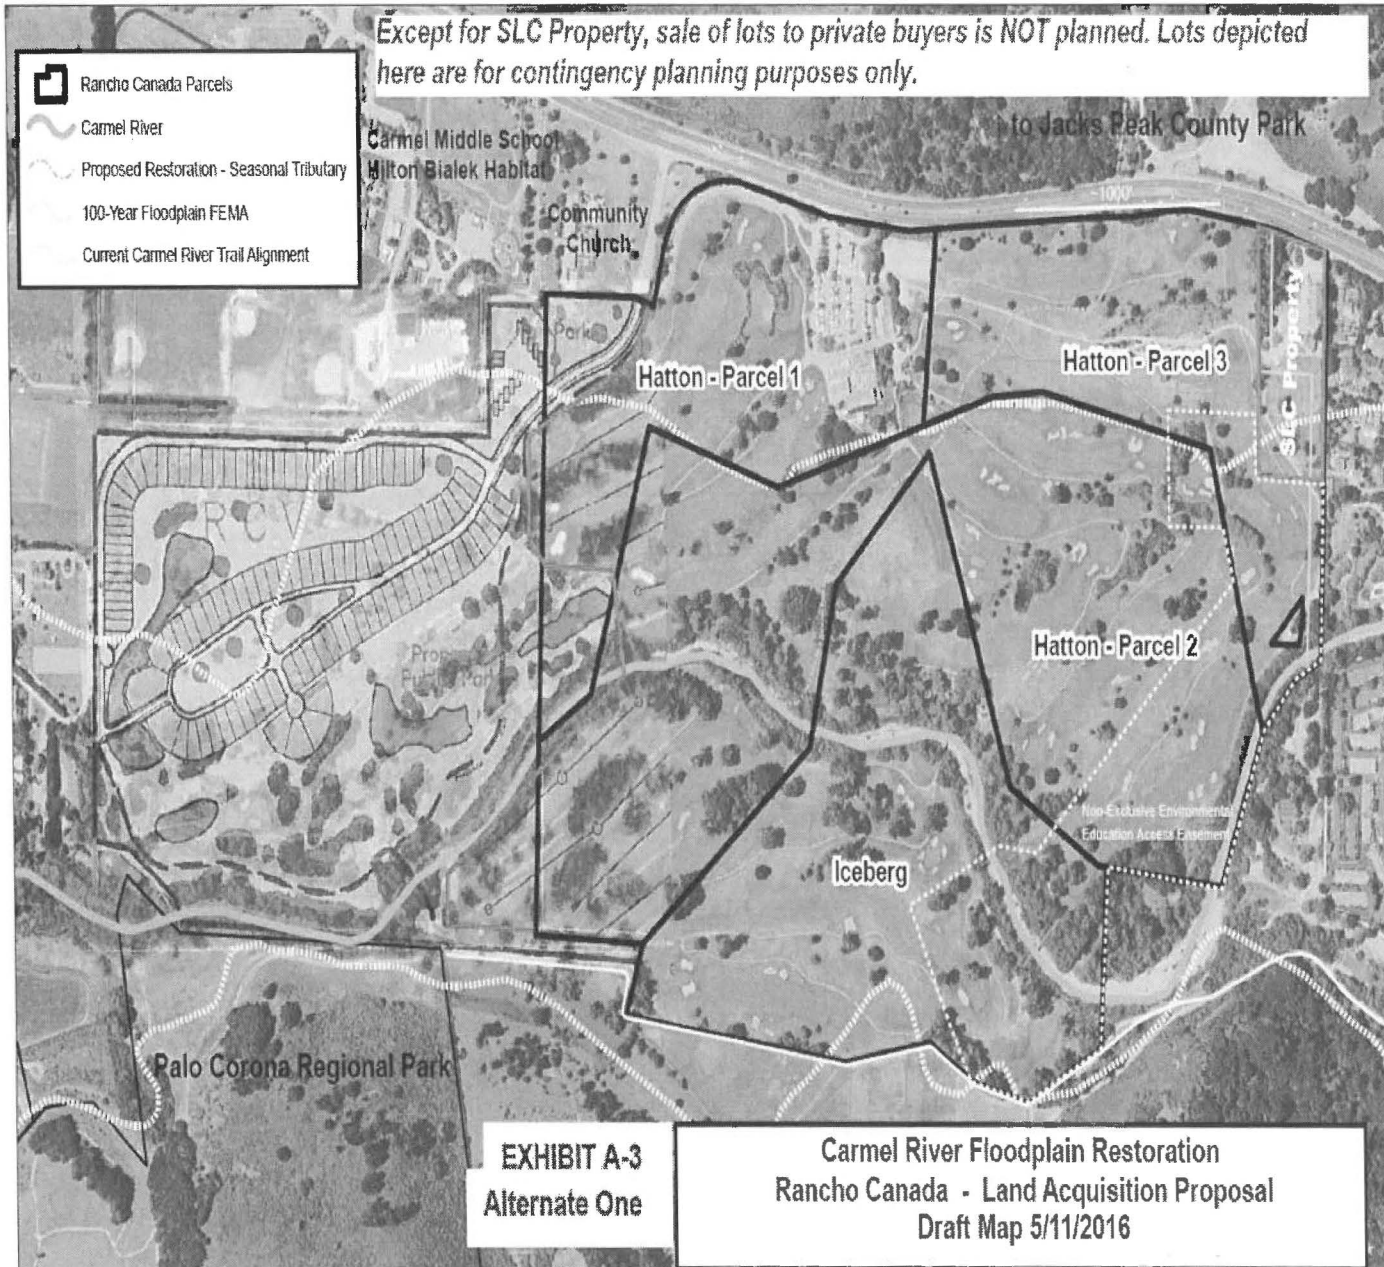 Except for SLC Property, sale of lots to private buyers is NOT planned. Lots depicted
here are for contingency planning purposes only.
Rancho Canada Parcels
Carmel River
Proposed Restoration - Seasonal Tributary
100-Year Floodplain FEMA
Current Carmel River Trail Alignment
Carmel Middle School
Hilton Bialek Habitat
to Jacks Peak County Park
~1000'
Community
Church
Park
SLC Property
Hatton - Parcel 1
Hatton - Parcel 3
RCV
Hatton - Parcel 2
Non-Exclusive Environmental
Education Access Easement
Iceberg
Palo Corona Regional Park
EXHIBIT A-3
Alternate One
Carmel River Floodplain Restoration
Rancho Canada - Land Acquisition Proposal
Draft Map 5/11/2016